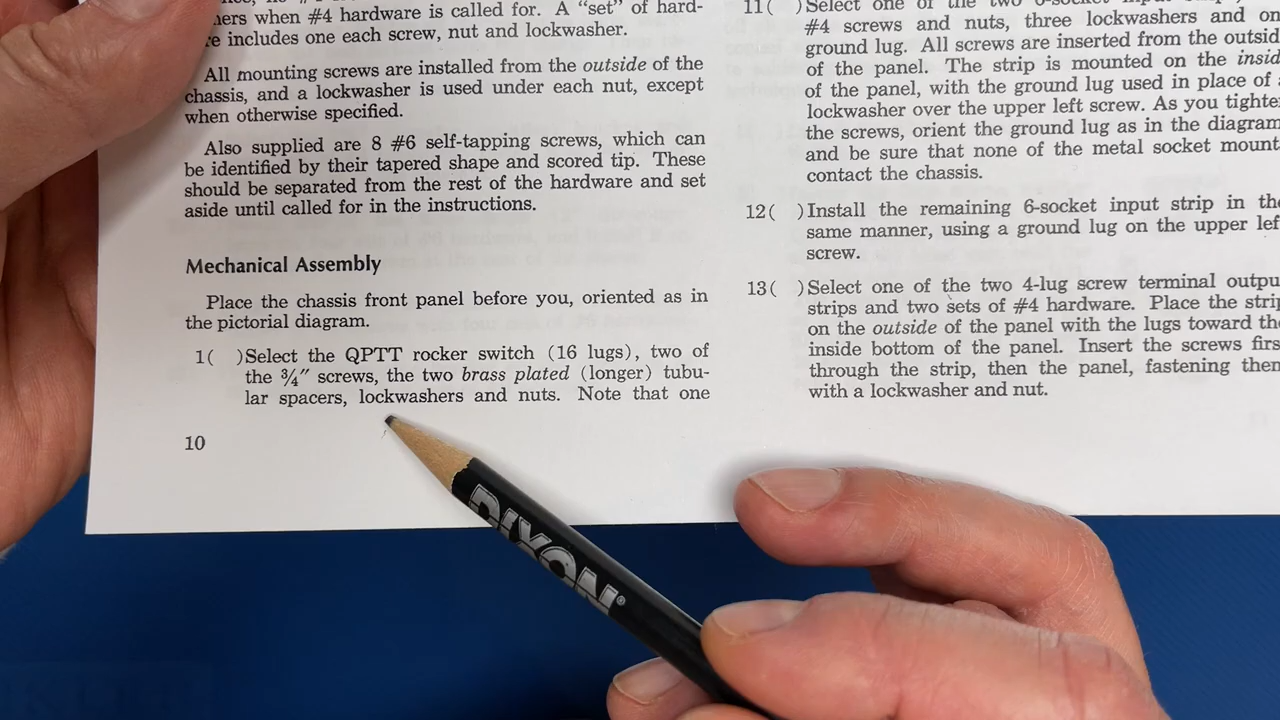 hers when #4 hardware is called for. A “set” of hard-
re includes one each screw, nut and lockwasher.
All mounting screws are installed from the outside of the
chassis, and a lockwasher is used under each nut, except
when otherwise specified.
Also supplied are 8 #6 self-tapping screws, which can
be identified by their tapered shape and scored tip. These
should be separated from the rest of the hardware and set
aside until called for in the instructions.
Mechanical Assembly
Place the chassis front panel before you, oriented as in
the pictorial diagram.
1( )Select the QPTT rocker switch (16 lugs), two of
the ¾″ screws, the two brass plated (longer) tubu-
lar spacers, lockwashers and nuts. Note that one
10
11( )Select one of the two 6-socket input
#4 screws and nuts, three lockwashers and on
ground lug. All screws are inserted from the outsid
of the panel. The strip is mounted on the insid
of the panel, with the ground lug used in place of a
lockwasher over the upper left screw. As you tighte
the screws, orient the ground lug as in the diagram
and be sure that none of the metal socket mount
contact the chassis.
12( )Install the remaining 6-socket input strip in the
same manner, using a ground lug on the upper lef
screw.
13( )Select one of the two 4-lug screw terminal outpu
strips and two sets of #4 hardware. Place the strip
on the outside of the panel with the lugs toward the
inside bottom of the panel. Insert the screws firs
through the strip, then the panel, fastening them
with a lockwasher and nut.
DIXON®